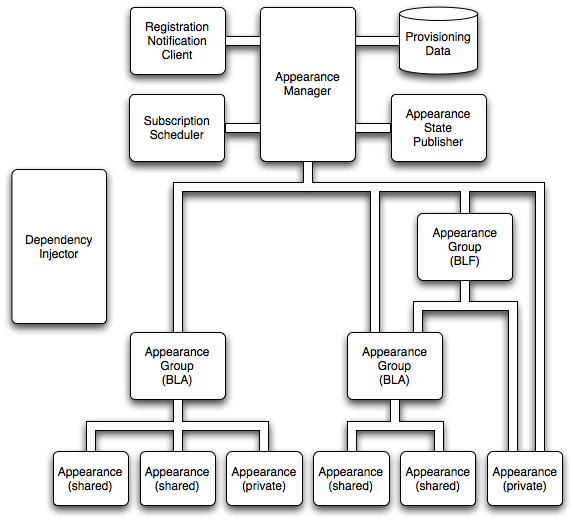 Registration
Notification
Client
Appearance
Manager
Provisioning
Data
Subscription
Scheduler
Appearance
State
Publisher
Dependency
Injector
Appearance
Group
(BLF)
Appearance
Group
(BLA)
Appearance
Group
(BLA)
Appearance
(shared)
Appearance
(shared)
Appearance
(private)
Appearance
(shared)
Appearance
(shared)
Appearance
(private)